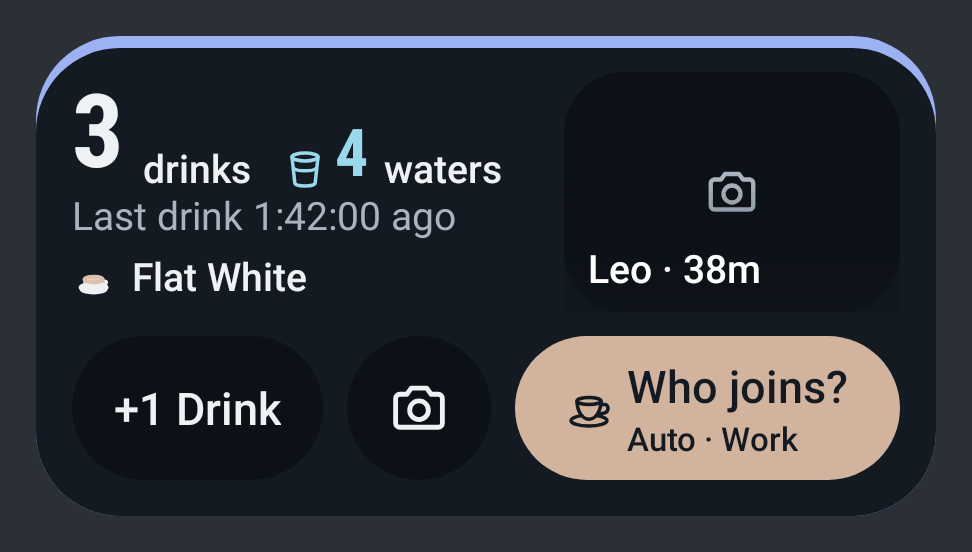 3 drinks 4 waters
Last drink 1:42:00 ago
Flat White
Leo · 38m
+1 Drink
Who joins?
Auto · Work